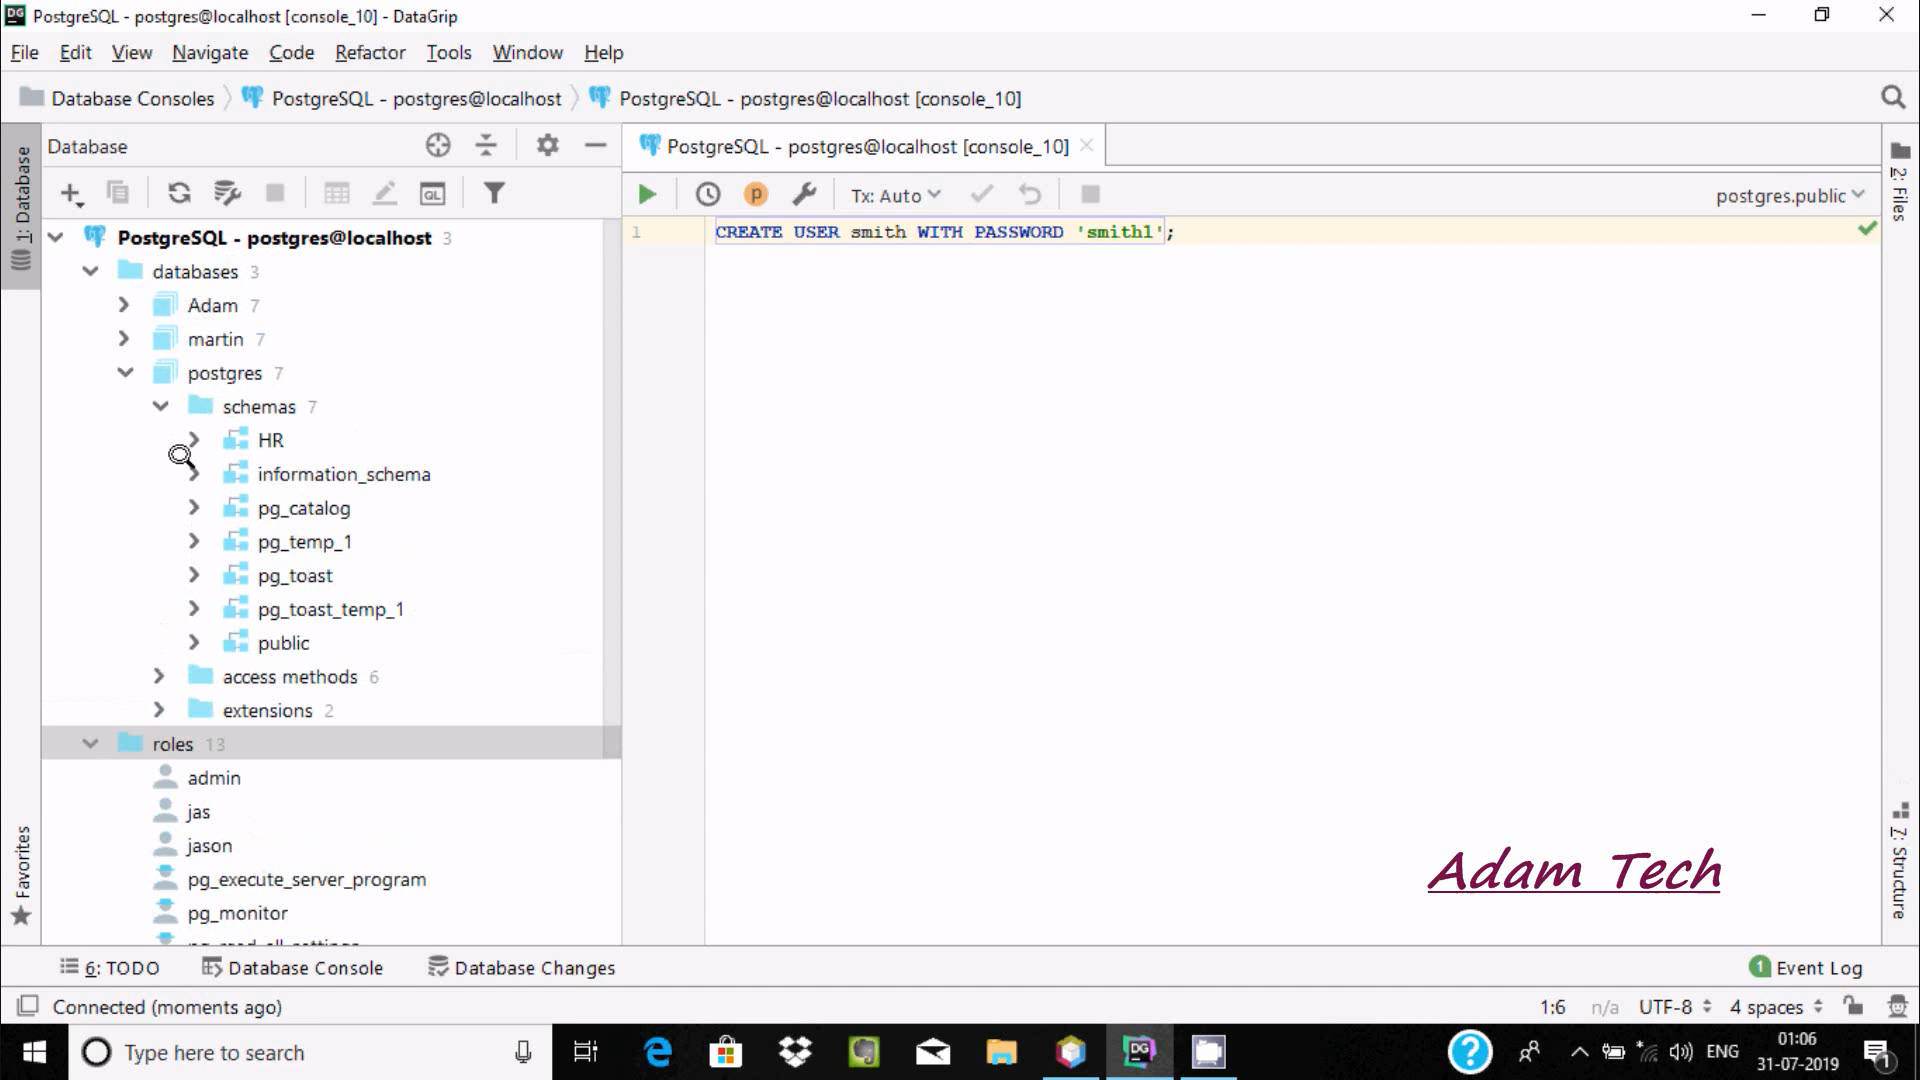 PostgreSQL - postgres@localhost [console_10] - DataGrip
File Edit View Navigate Code Refactor Tools Window Help
Database Consoles PostgreSQL - postgres@localhost PostgreSQL - postgres@localhost [console_10]
1: Database
Database
PostgreSQL - postgres@localhost [console_10]
2: Files
Tx: Auto
postgres.public
PostgreSQL - postgres@localhost 3
1 CREATE USER smith WITH PASSWORD 'smith1';
databases 3
Adam 7
martin 7
postgres 7
schemas 7
HR
information_schema
pg_catalog
pg_temp_1
pg_toast
pg_toast_temp_1
public
access methods 6
extensions 2
roles 13
admin
jas
jason
pg_execute_server_program
pg_monitor
Adam Tech
Favorites
7: Structure
6: TODO Database Console Database Changes
1 Event Log
Connected (moments ago)
1:6 n/a UTF-8 4 spaces
Type here to search
ENG
01:06
31-07-2019
1